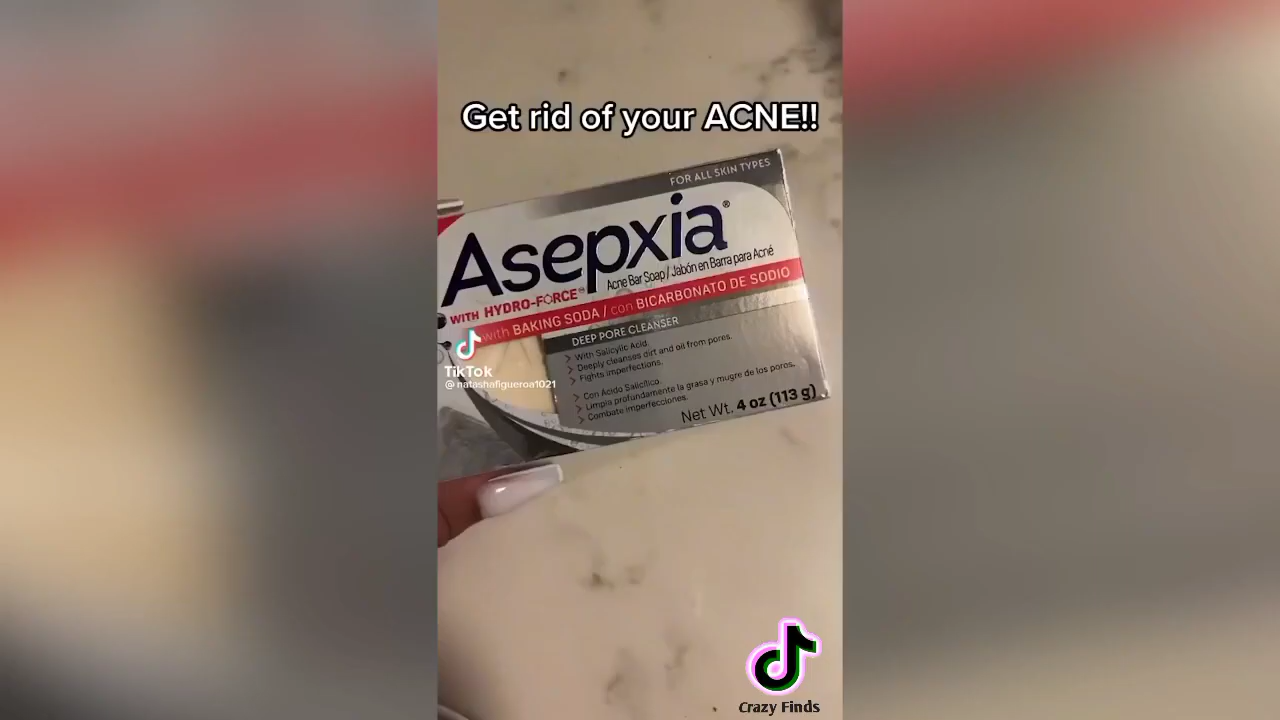 Get rid of your ACNE!!
FOR ALL SKIN TYPES
Asepxia®
Acne Bar Soap / Jabón en Barra para Acné
WITH HYDRO-FORCE
with BAKING SODA / con BICARBONATO DE SODIO
DEEP PORE CLEANSER
With Salicylic Acid.
Deeply cleanses dirt and oil from pores.
Fights imperfections.
Con Acido Salicílico.
Limpia profundamente la grasa y mugre de los poros.
Combate imperfecciones.
Net Wt. 4 oz (113 g)
TikTok
@natashafigueroa1021
Crazy Finds